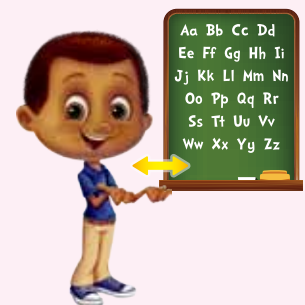 Aa Bb Cc Dd
Ee Ff Gg Hh Ii
Jj Kk Ll Mm Nn
Oo Pp Qq Rr
Ss Tt Uu Vv
Ww Xx Yy Zz